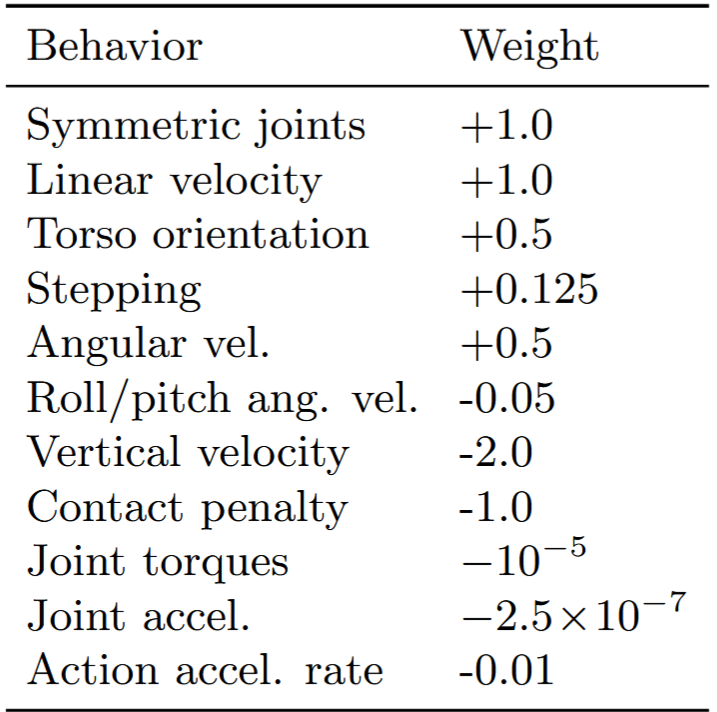 Behavior Weight
Symmetric joints +1.0
Linear velocity +1.0
Torso orientation +0.5
Stepping +0.125
Angular vel. +0.5
Roll/pitch ang. vel. -0.05
Vertical velocity -2.0
Contact penalty -1.0
Joint torques −10⁻⁵
Joint accel. −2.5×10⁻⁷
Action accel. rate -0.01